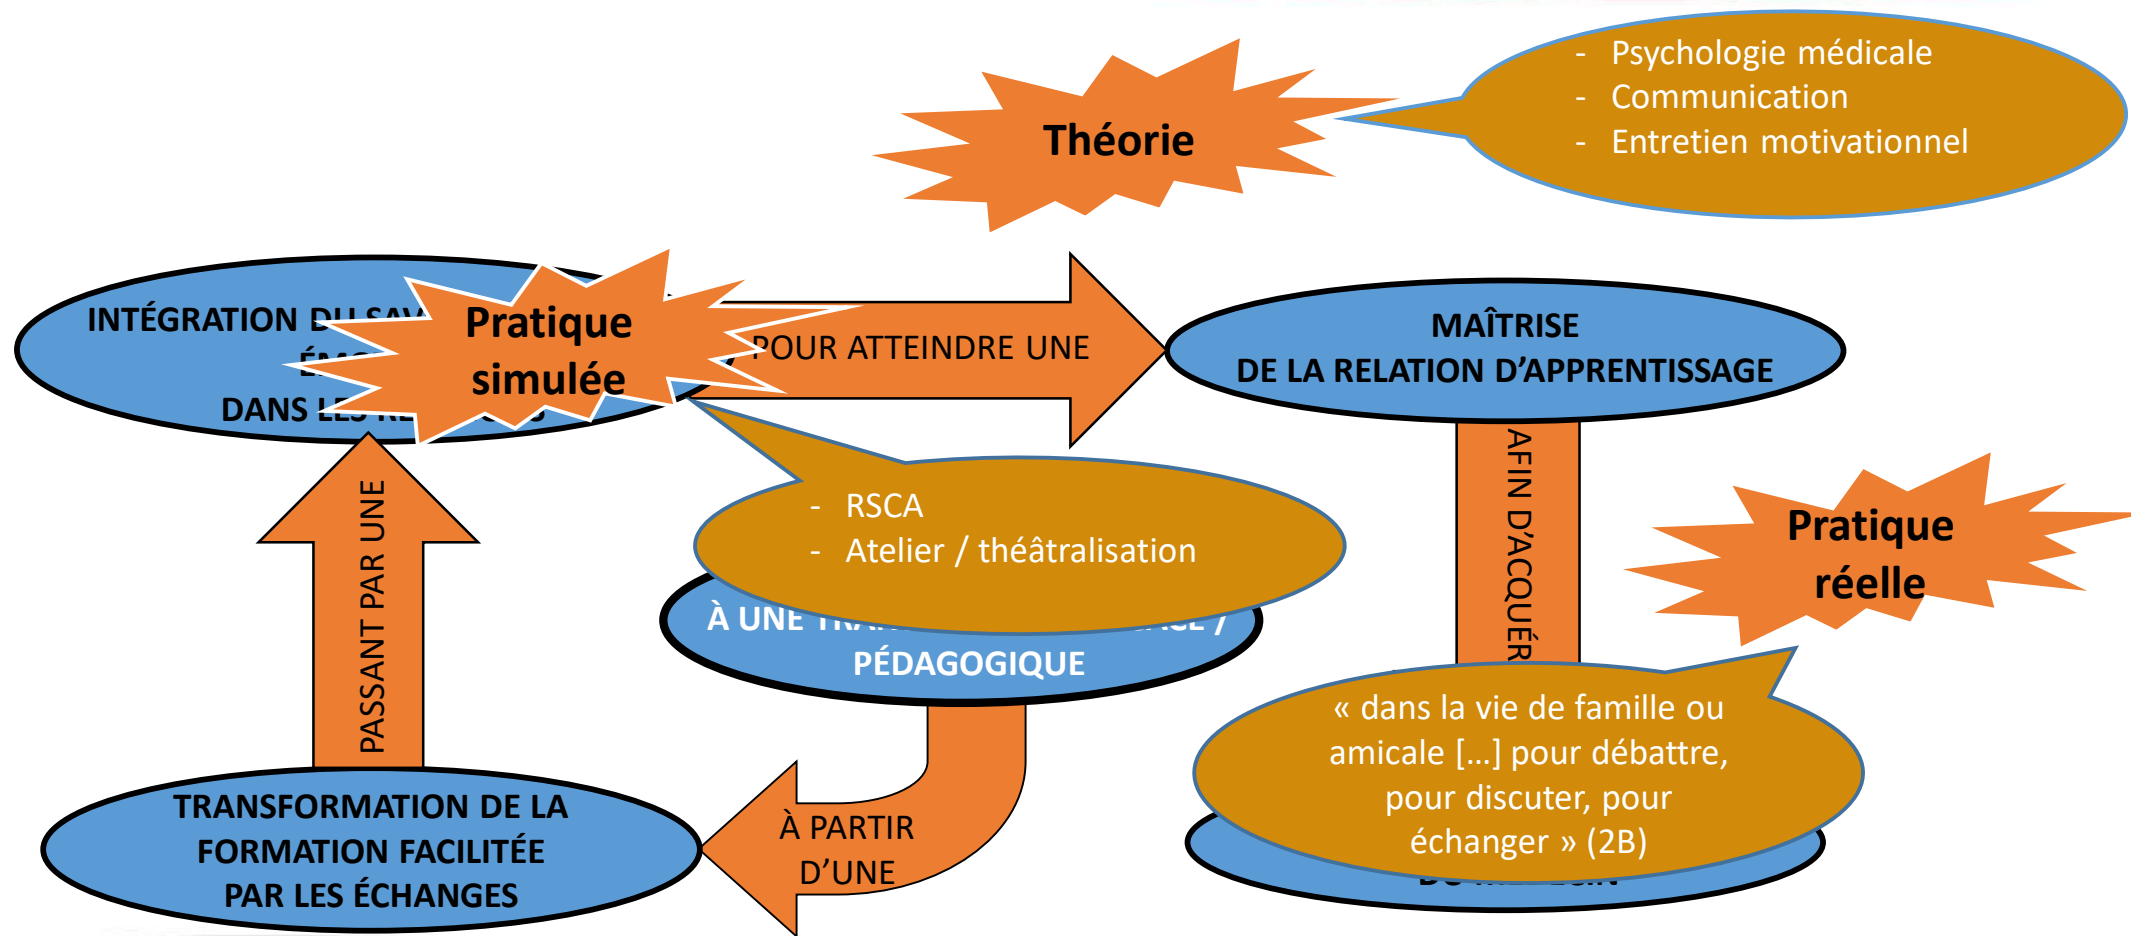 - Psychologie médicale
- Communication
- Entretien motivationnel
Théorie
INTÉGRATION DU
DANS LES
Pratique
simulée
POUR ATTEINDRE UNE
MAÎTRISE
DE LA RELATION D’APPRENTISSAGE
- RSCA
- Atelier / théâtralisation
À UNE
/
PÉDAGOGIQUE
PASSANT PAR UNE
AFIN D’ACQUÉR
Pratique
réelle
« dans la vie de famille ou
amicale […] pour débattre,
pour discuter, pour
échanger » (2B)
TRANSFORMATION DE LA
FORMATION FACILITÉE
PAR LES ÉCHANGES
À PARTIR
D’UNE